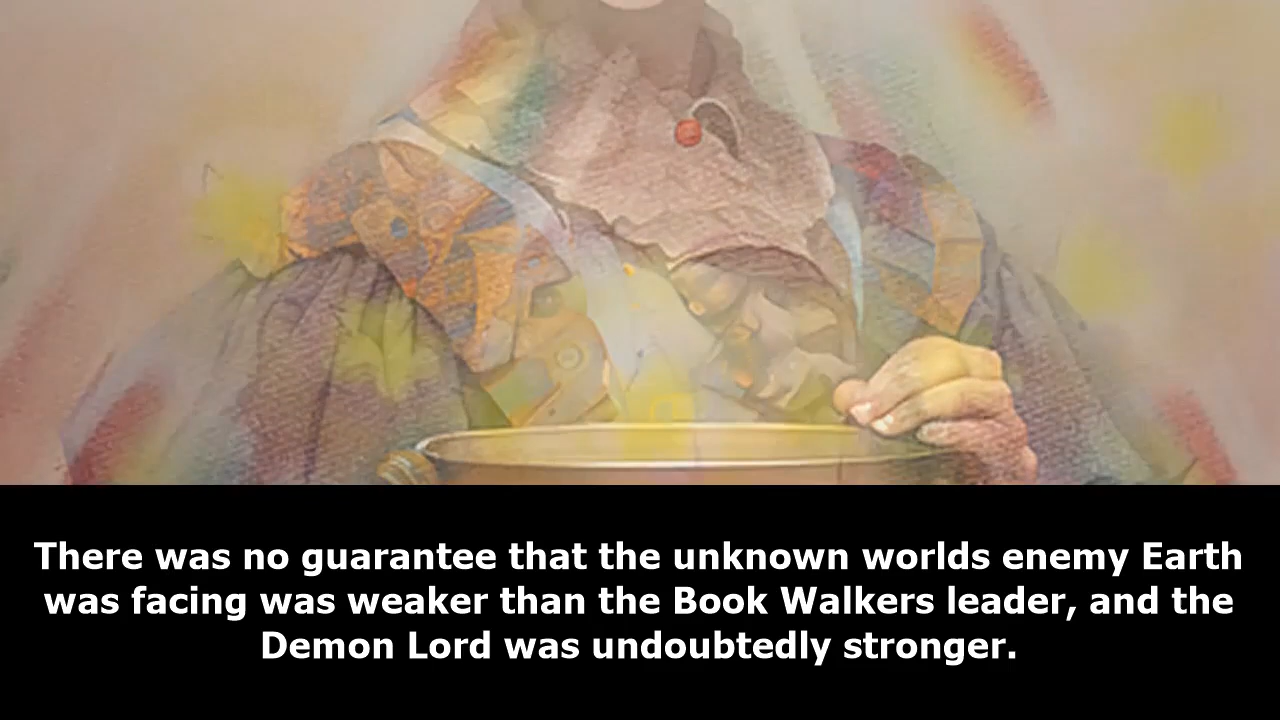 There was no guarantee that the unknown worlds enemy Earth
was facing was weaker than the Book Walkers leader, and the
Demon Lord was undoubtedly stronger.